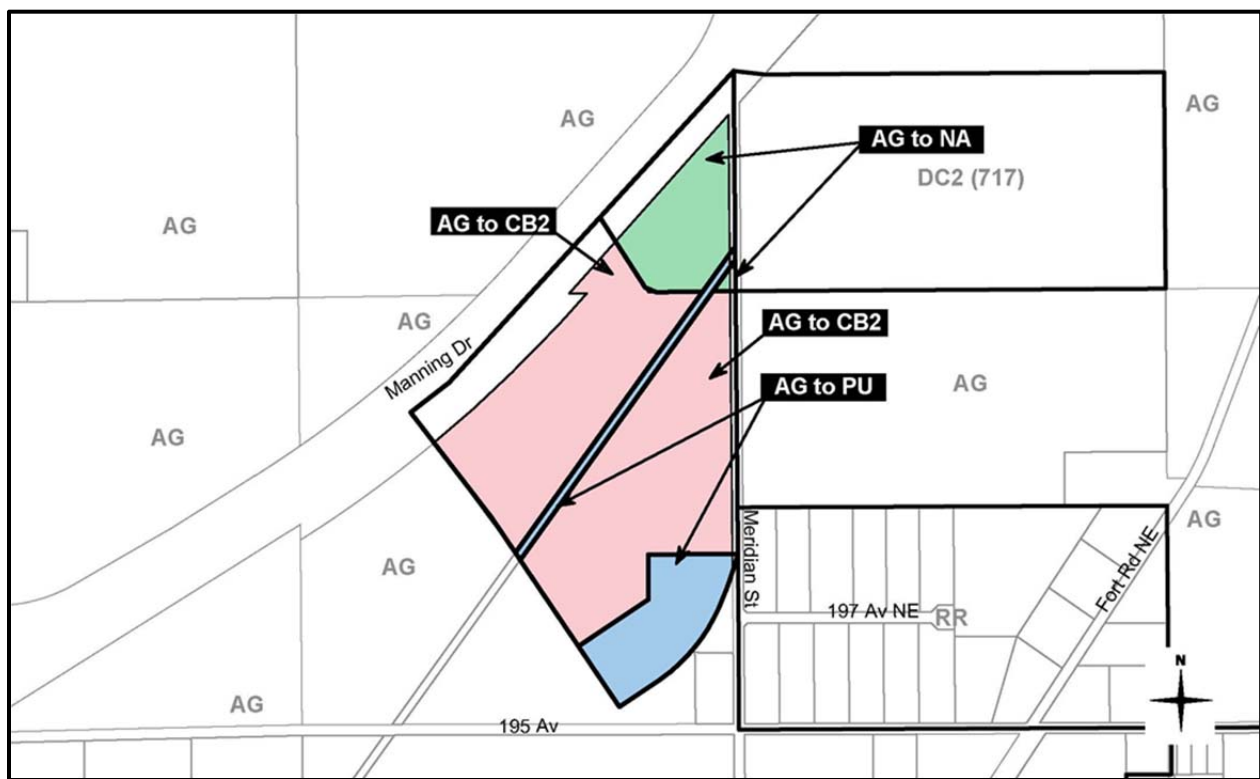 AG
AG
AG to NA
DC2 (717)
AG
AG to CB2
AG
AG to CB2
Manning Dr
AG to PU
AG
AG
AG
Meridian St
Fort Rd NE
AG
197 Av NE
RR
N
AG
195 Av